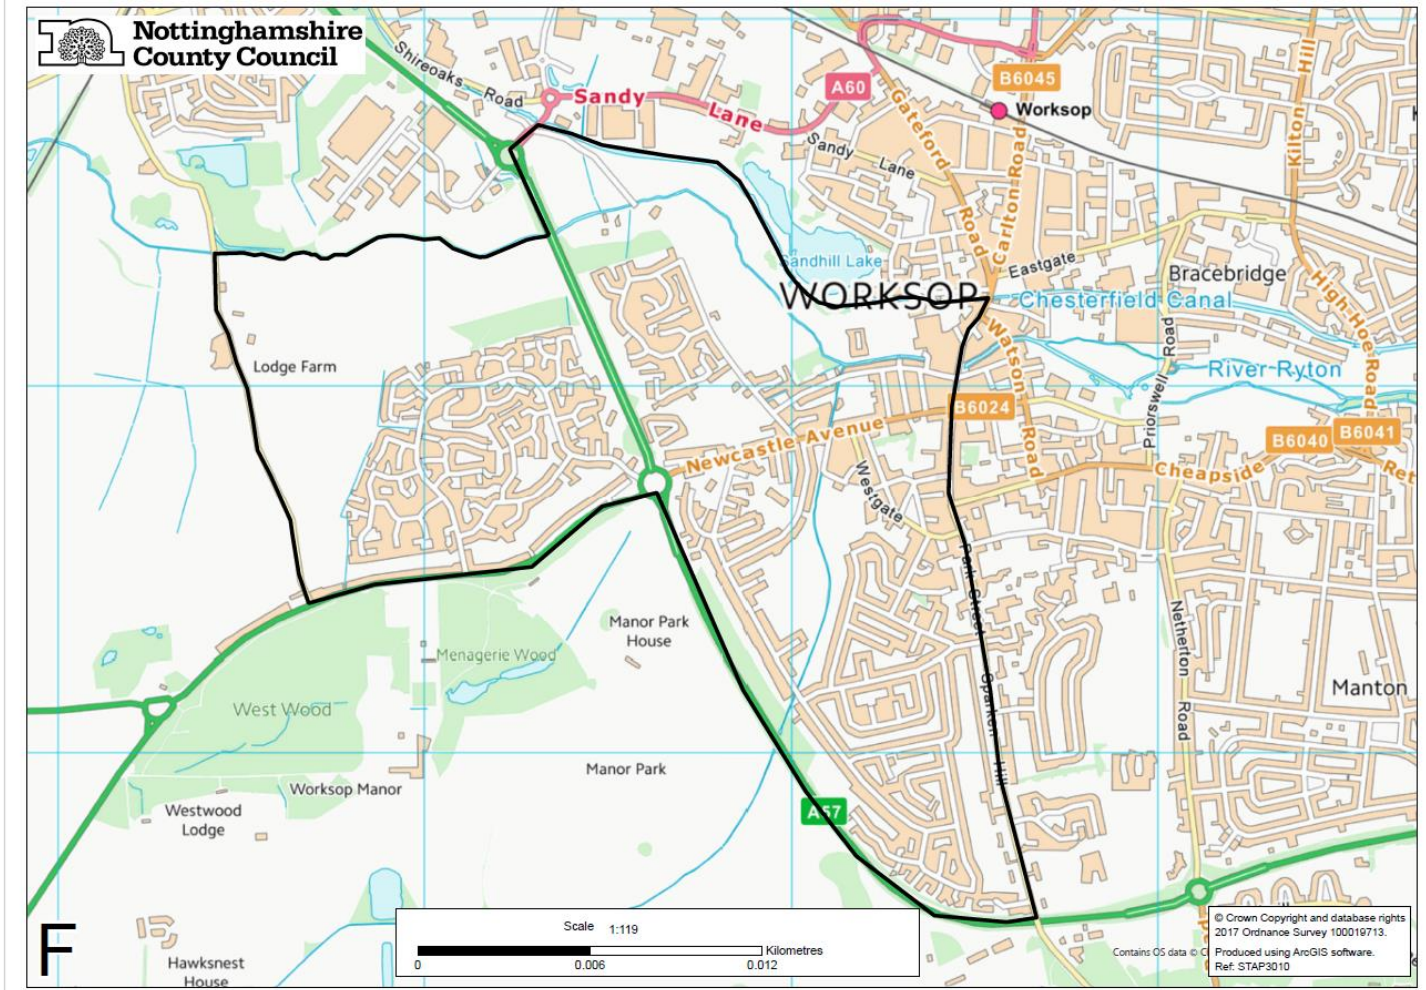 Nottinghamshire
County Council
Shireoaks Road
Sandy Lane
A60
B6045
Worksop
Kilton Hill
Gateford Road
Carlton Road
Sandy Lane
Eastgate
Bracebridge
Sandhill Lake
WORKSOP
Chesterfield Canal
High Hoe Road
Watson Road
Priorswell Road
River Ryton
Lodge Farm
B6024
Newcastle Avenue
B6040
B6041
Cheapside
Ret
Westgate
Park Street
Sparken Hill
Netherton Road
Manor Park
House
Menagerie Wood
Manton
West Wood
Manor Park
Worksop Manor
Westwood
Lodge
A57
F
Hawksnest
House
Scale 1:119
Kilometres
0 0.006 0.012
Contains OS data © C
© Crown Copyright and database rights
2017 Ordnance Survey 100019713.
Produced using ArcGIS software.
Ref: STAP3010